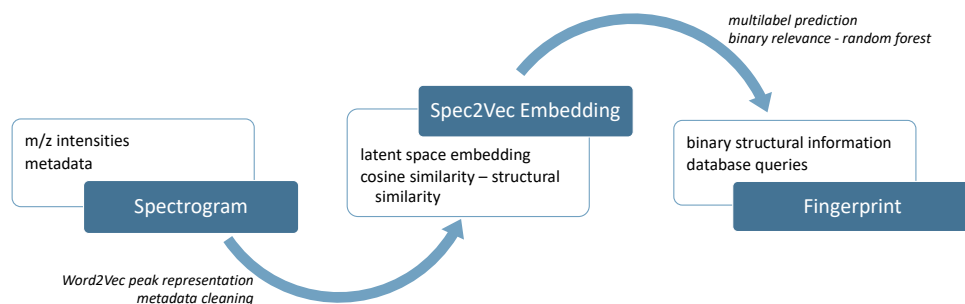 m/z intensities
metadata
Spectrogram
Word2Vec peak representation
metadata cleaning
Spec2Vec Embedding
latent space embedding
cosine similarity – structural
similarity
multilabel prediction
binary relevance - random forest
binary structural information
database queries
Fingerprint